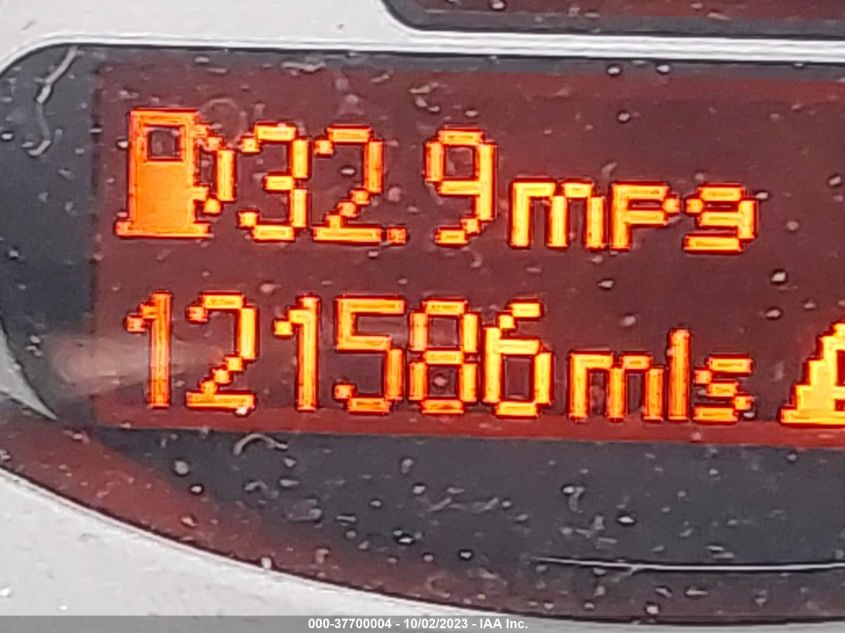 32.9 mpg
121586 mls
000-37700004 - 10/02/2023 - IAA Inc.